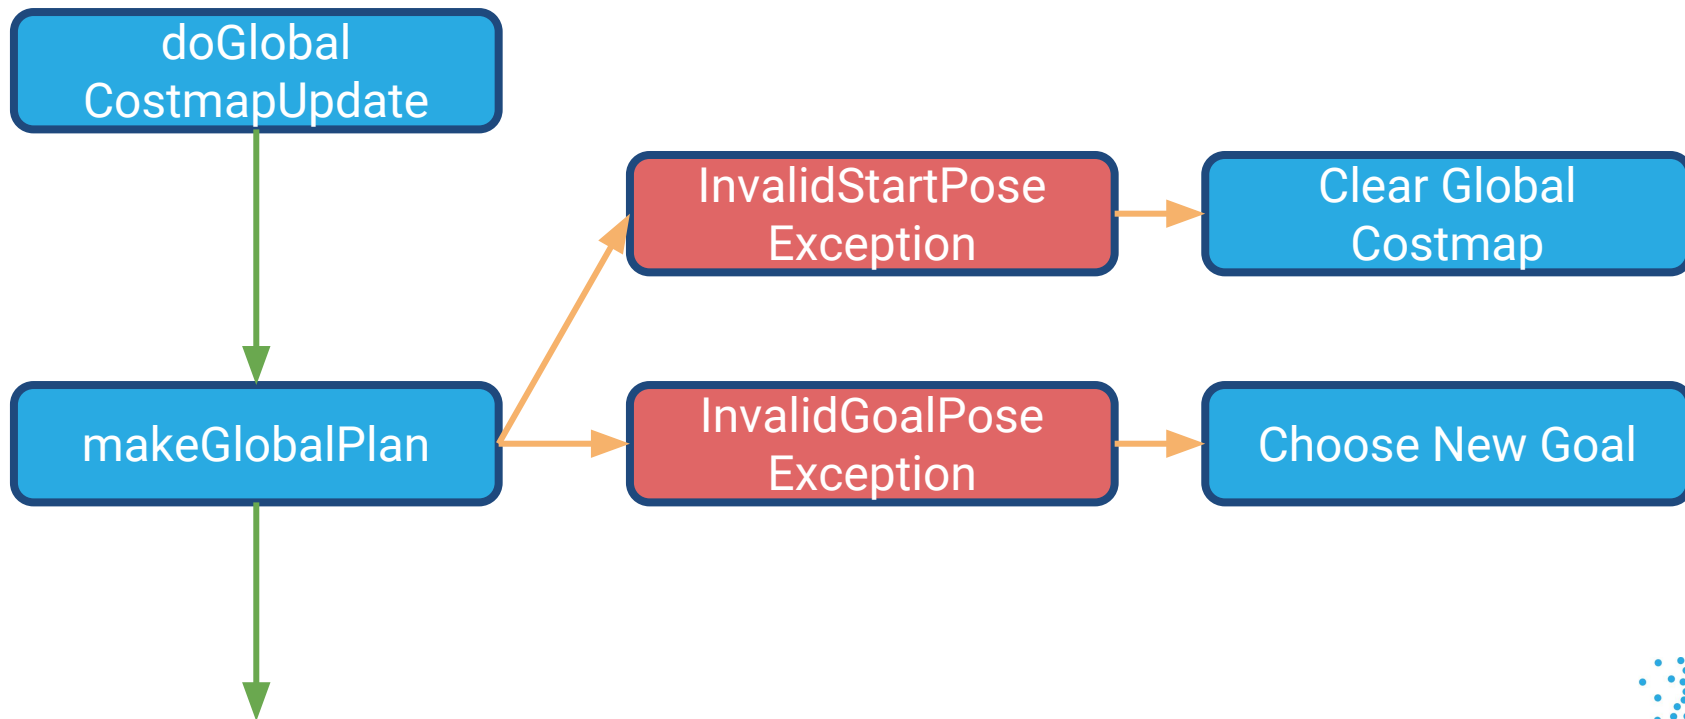 doGlobal
CostmapUpdate
InvalidStartPose
Exception
Clear Global
Costmap
makeGlobalPlan
InvalidGoalPose
Exception
Choose New Goal